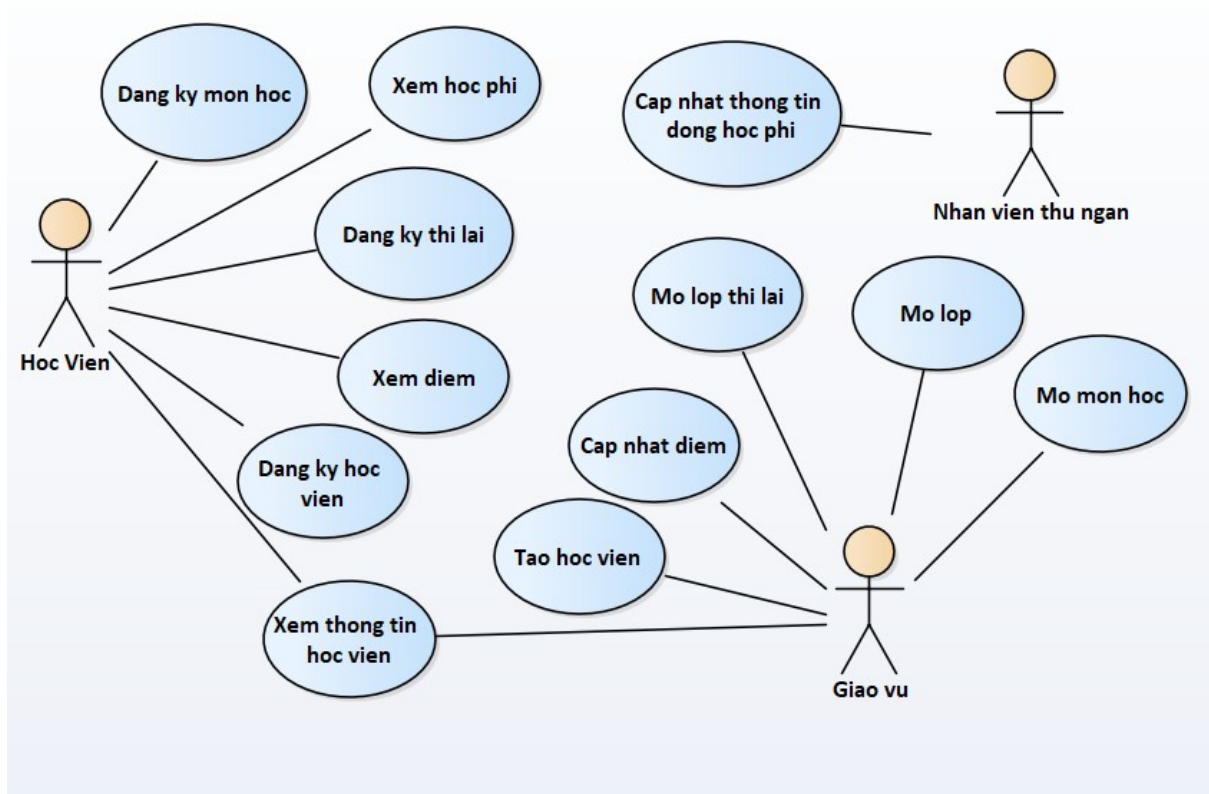 Dang ky mon hoc
Xem hoc phi
Cap nhat thong tin
dong hoc phi
Nhan vien thu ngan
Dang ky thi lai
Hoc Vien
Mo lop thi lai
Mo lop
Xem diem
Mo mon hoc
Cap nhat diem
Dang ky hoc
vien
Tao hoc vien
Xem thong tin
hoc vien
Giao vu